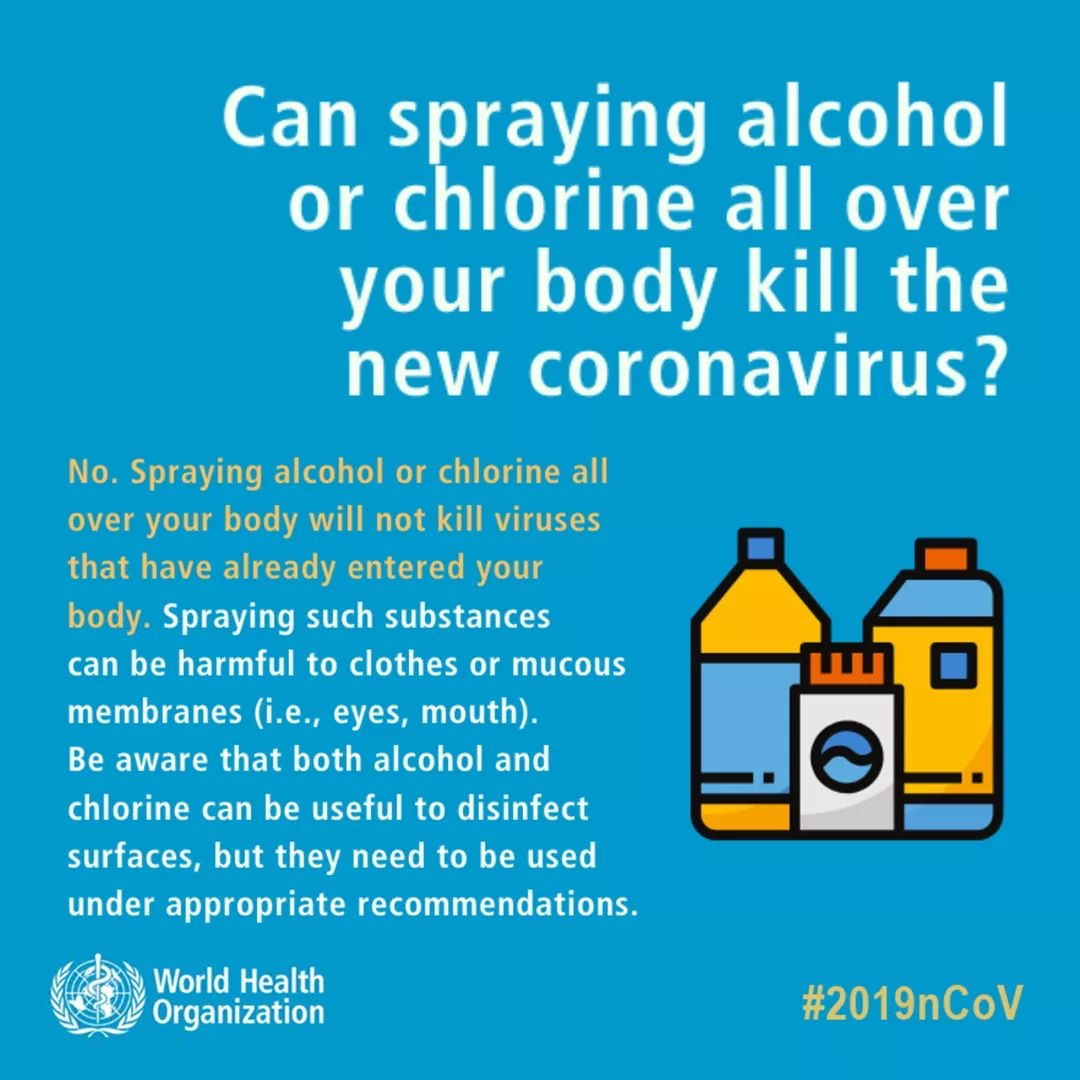 Can spraying alcohol
or chlorine all over
your body kill the
new coronavirus?
No. Spraying alcohol or chlorine all
over your body will not kill viruses
that have already entered your
body. Spraying such substances
can be harmful to clothes or mucous
membranes (i.e., eyes, mouth).
Be aware that both alcohol and
chlorine can be useful to disinfect
surfaces, but they need to be used
under appropriate recommendations.
World Health
Organization
#2019nCoV